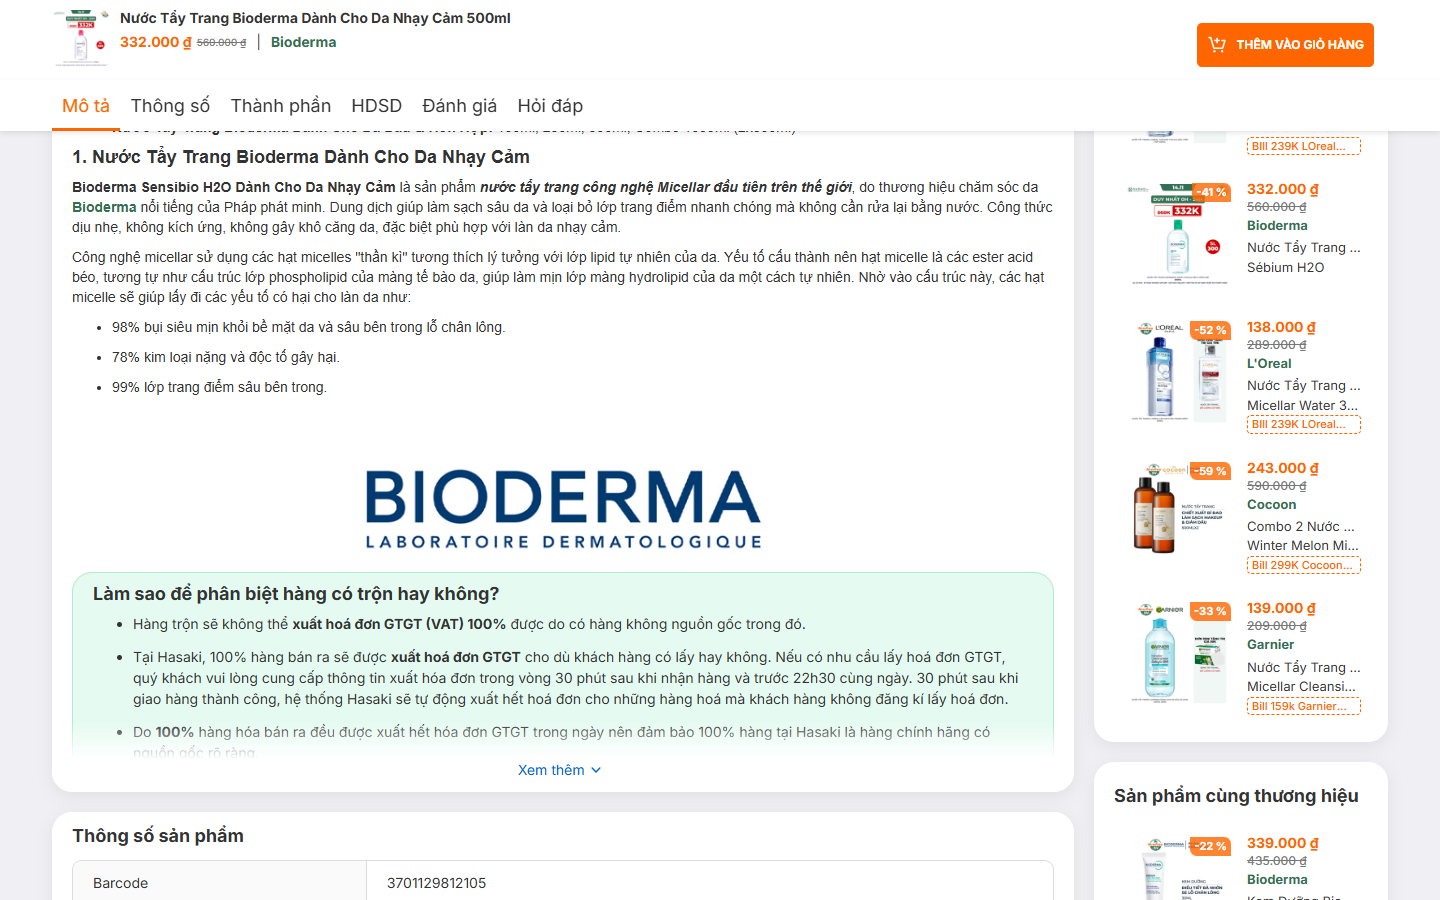 Nước Tẩy Trang Bioderma Dành Cho Da Nhạy Cảm 500ml
332.000 ₫ 560.000 ₫ | Bioderma
THÊM VÀO GIỎ HÀNG
Mô tả Thông số Thành phần HDSD Đánh giá Hỏi đáp
1. Nước Tẩy Trang Bioderma Dành Cho Da Nhạy Cảm
Bioderma Sensibio H2O Dành Cho Da Nhạy Cảm là sản phẩm nước tẩy trang công nghệ Micellar đầu tiên trên thế giới, do thương hiệu chăm sóc da
Bioderma nổi tiếng của Pháp phát minh. Dung dịch giúp làm sạch sâu da và loại bỏ lớp trang điểm nhanh chóng mà không cần rửa lại bằng nước. Công thức
dịu nhẹ, không kích ứng, không gây khô căng da, đặc biệt phù hợp với làn da nhạy cảm.
Công nghệ micellar sử dụng các hạt micelles "thần kì" tương thích lý tưởng với lớp lipid tự nhiên của da. Yếu tố cấu thành nên hạt micelle là các ester acid
béo, tương tự như cấu trúc lớp phospholipid của màng tế bào da, giúp làm mịn lớp màng hydrolipid của da một cách tự nhiên. Nhờ vào cấu trúc này, các hạt
micelle sẽ giúp lấy đi các yếu tố có hại cho làn da như:
• 98% bụi siêu mịn khỏi bề mặt da và sâu bên trong lỗ chân lông.
• 78% kim loại nặng và độc tố gây hại.
• 99% lớp trang điểm sâu bên trong.
BIODERMA
LABORATOIRE DERMATOLOGIQUE
Làm sao để phân biệt hàng có trộn hay không?
• Hàng trộn sẽ không thể xuất hoá đơn GTGT (VAT) 100% được do có hàng không nguồn gốc trong đó.
• Tại Hasaki, 100% hàng bán ra sẽ được xuất hoá đơn GTGT cho dù khách hàng có lấy hay không. Nếu có nhu cầu lấy hoá đơn GTGT,
quý khách vui lòng cung cấp thông tin xuất hóa đơn trong vòng 30 phút sau khi nhận hàng và trước 22h30 cùng ngày. 30 phút sau khi
giao hàng thành công, hệ thống Hasaki sẽ tự động xuất hết hoá đơn cho những hàng hoá mà khách hàng không đăng kí lấy hoá đơn.
• Do 100% hàng hóa bán ra đều được xuất hết hóa đơn GTGT trong ngày nên đảm bảo 100% hàng tại Hasaki là hàng chính hãng có
nguồn gốc rõ ràng.
Xem thêm
Thông số sản phẩm
Barcode 3701129812105
BIll 239K LOreal...
-41 %
332K
332.000 ₫
560.000 ₫
Bioderma
Nước Tẩy Trang ...
Sébium H2O
L'ORÉAL
-52 %
138.000 ₫
289.000 ₫
L'Oreal
Nước Tẩy Trang ...
Micellar Water 3...
BIll 239K LOreal...
-59 %
243.000 ₫
590.000 ₫
Cocoon
Combo 2 Nước ...
Winter Melon Mi...
Bill 299K Cocoon...
GARNIER
-33 %
139.000 ₫
209.000 ₫
Garnier
Nước Tẩy Trang ...
Micellar Cleansi...
Bill 159k Garnier...
Sản phẩm cùng thương hiệu
-22 %
339.000 ₫
435.000 ₫
Bioderma